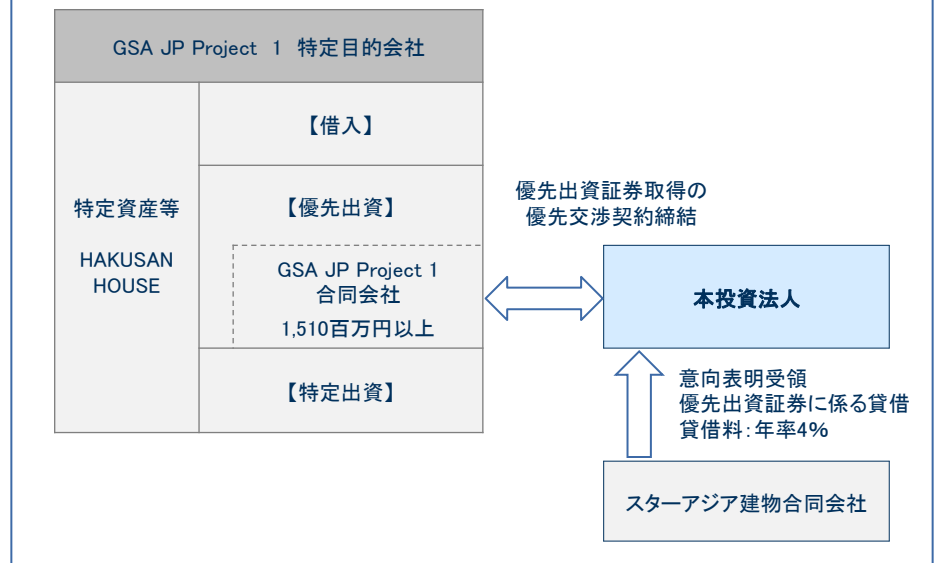 GSA JP Project 1 特定目的会社
特定資産等
HAKUSAN
HOUSE
【借入】
【優先出資】
GSA JP Project 1
合同会社
1,510百万円以上
【特定出資】
優先出資証券取得の
優先交渉契約締結
本投資法人
意向表明受領
優先出資証券に係る貸借
貸借料：年率4%
スターアジア建物合同会社